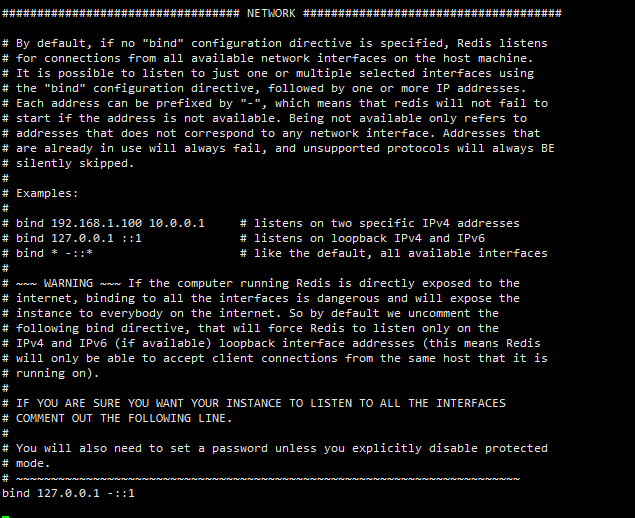 ################################## NETWORK #####################################
# By default, if no "bind" configuration directive is specified, Redis listens
# for connections from all available network interfaces on the host machine.
# It is possible to listen to just one or multiple selected interfaces using
# the "bind" configuration directive, followed by one or more IP addresses.
# Each address can be prefixed by "-", which means that redis will not fail to
# start if the address is not available. Being not available only refers to
# addresses that does not correspond to any network interface. Addresses that
# are already in use will always fail, and unsupported protocols will always BE
# silently skipped.
#
# Examples:
#
# bind 192.168.1.100 10.0.0.1     # listens on two specific IPv4 addresses
# bind 127.0.0.1 ::1              # listens on loopback IPv4 and IPv6
# bind * -::*                     # like the default, all available interfaces
#
# ~~~ WARNING ~~~ If the computer running Redis is directly exposed to the
# internet, binding to all the interfaces is dangerous and will expose the
# instance to everybody on the internet. So by default we uncomment the
# following bind directive, that will force Redis to listen only on the
# IPv4 and IPv6 (if available) loopback interface addresses (this means Redis
# will only be able to accept client connections from the same host that it is
# running on).
#
# IF YOU ARE SURE YOU WANT YOUR INSTANCE TO LISTEN TO ALL THE INTERFACES
# COMMENT OUT THE FOLLOWING LINE.
#
# You will also need to set a password unless you explicitly disable protected
# mode.
# ~~~~~~~~~~~~~~~~~~~~~~~~~~~~~~~~~~~~~~~~~~~~~~~~~~~~~~~~~~~~~~~~~~~~~~~~
bind 127.0.0.1 -::1